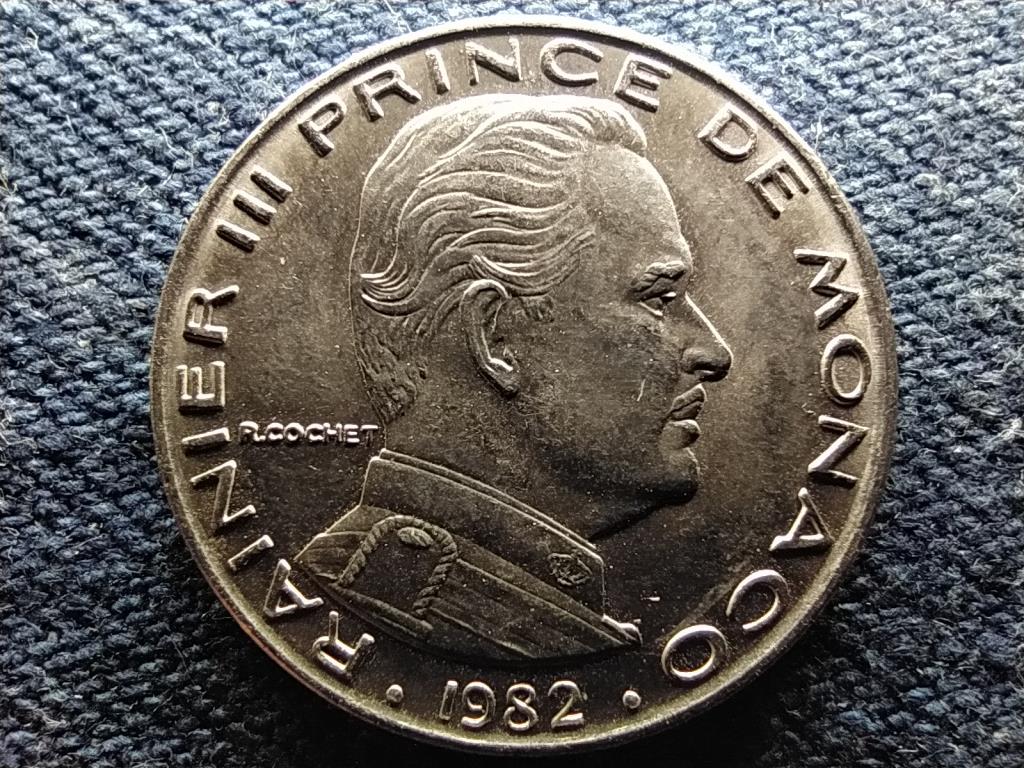 RAINIER III PRINCE DE MONACO
R.COCHET
• 1982 •